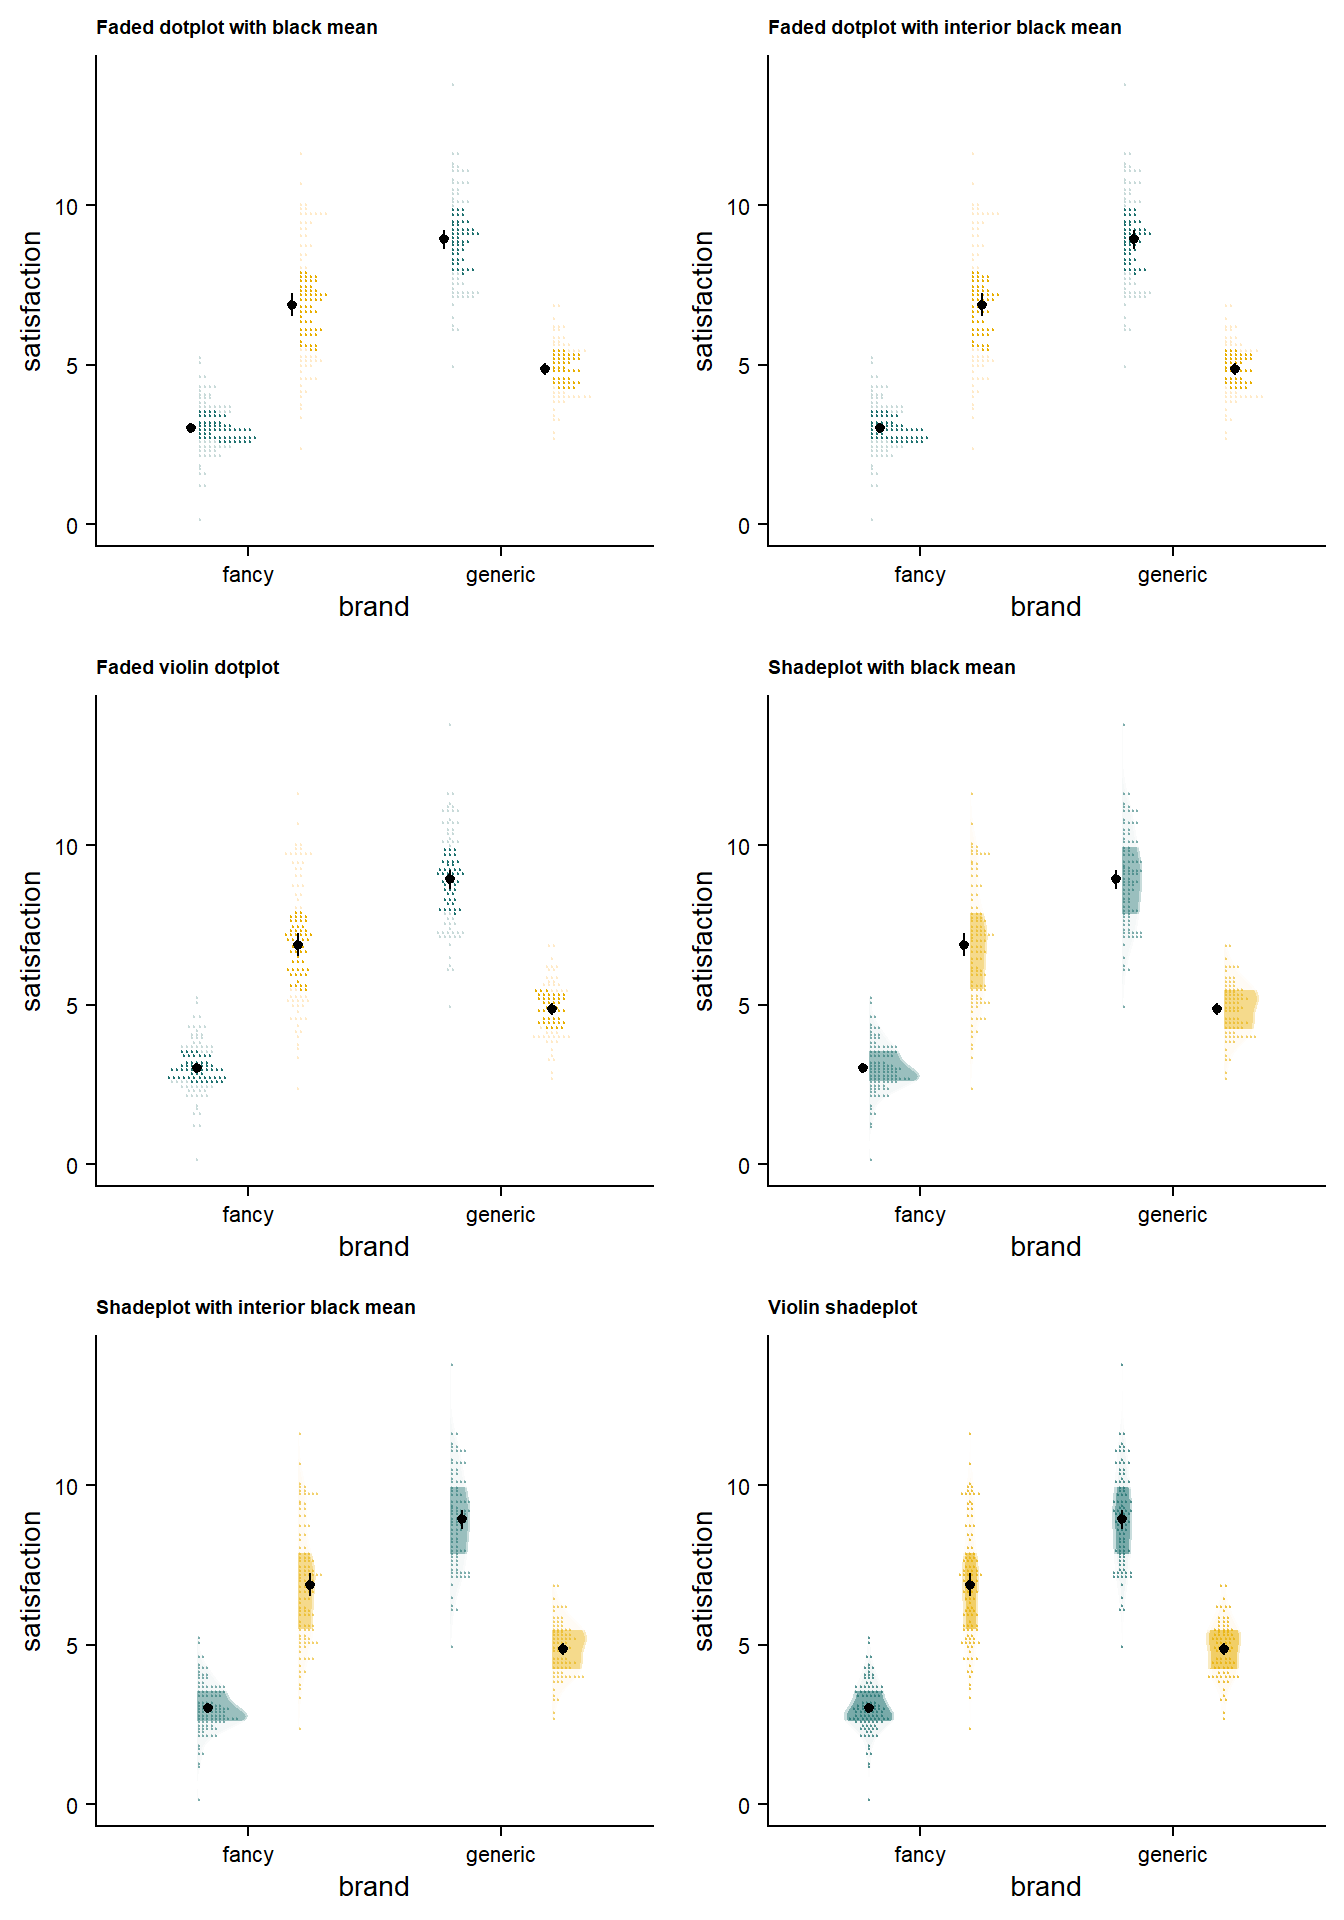 Faded dotplot with black mean
satisfaction
10
5
0
fancy generic
brand
Faded dotplot with interior black mean
satisfaction
10
5
0
fancy generic
brand
Faded violin dotplot
satisfaction
10
5
0
fancy generic
brand
Shadeplot with black mean
satisfaction
10
5
0
fancy generic
brand
Shadeplot with interior black mean
satisfaction
10
5
0
fancy generic
brand
Violin shadeplot
satisfaction
10
5
0
fancy generic
brand